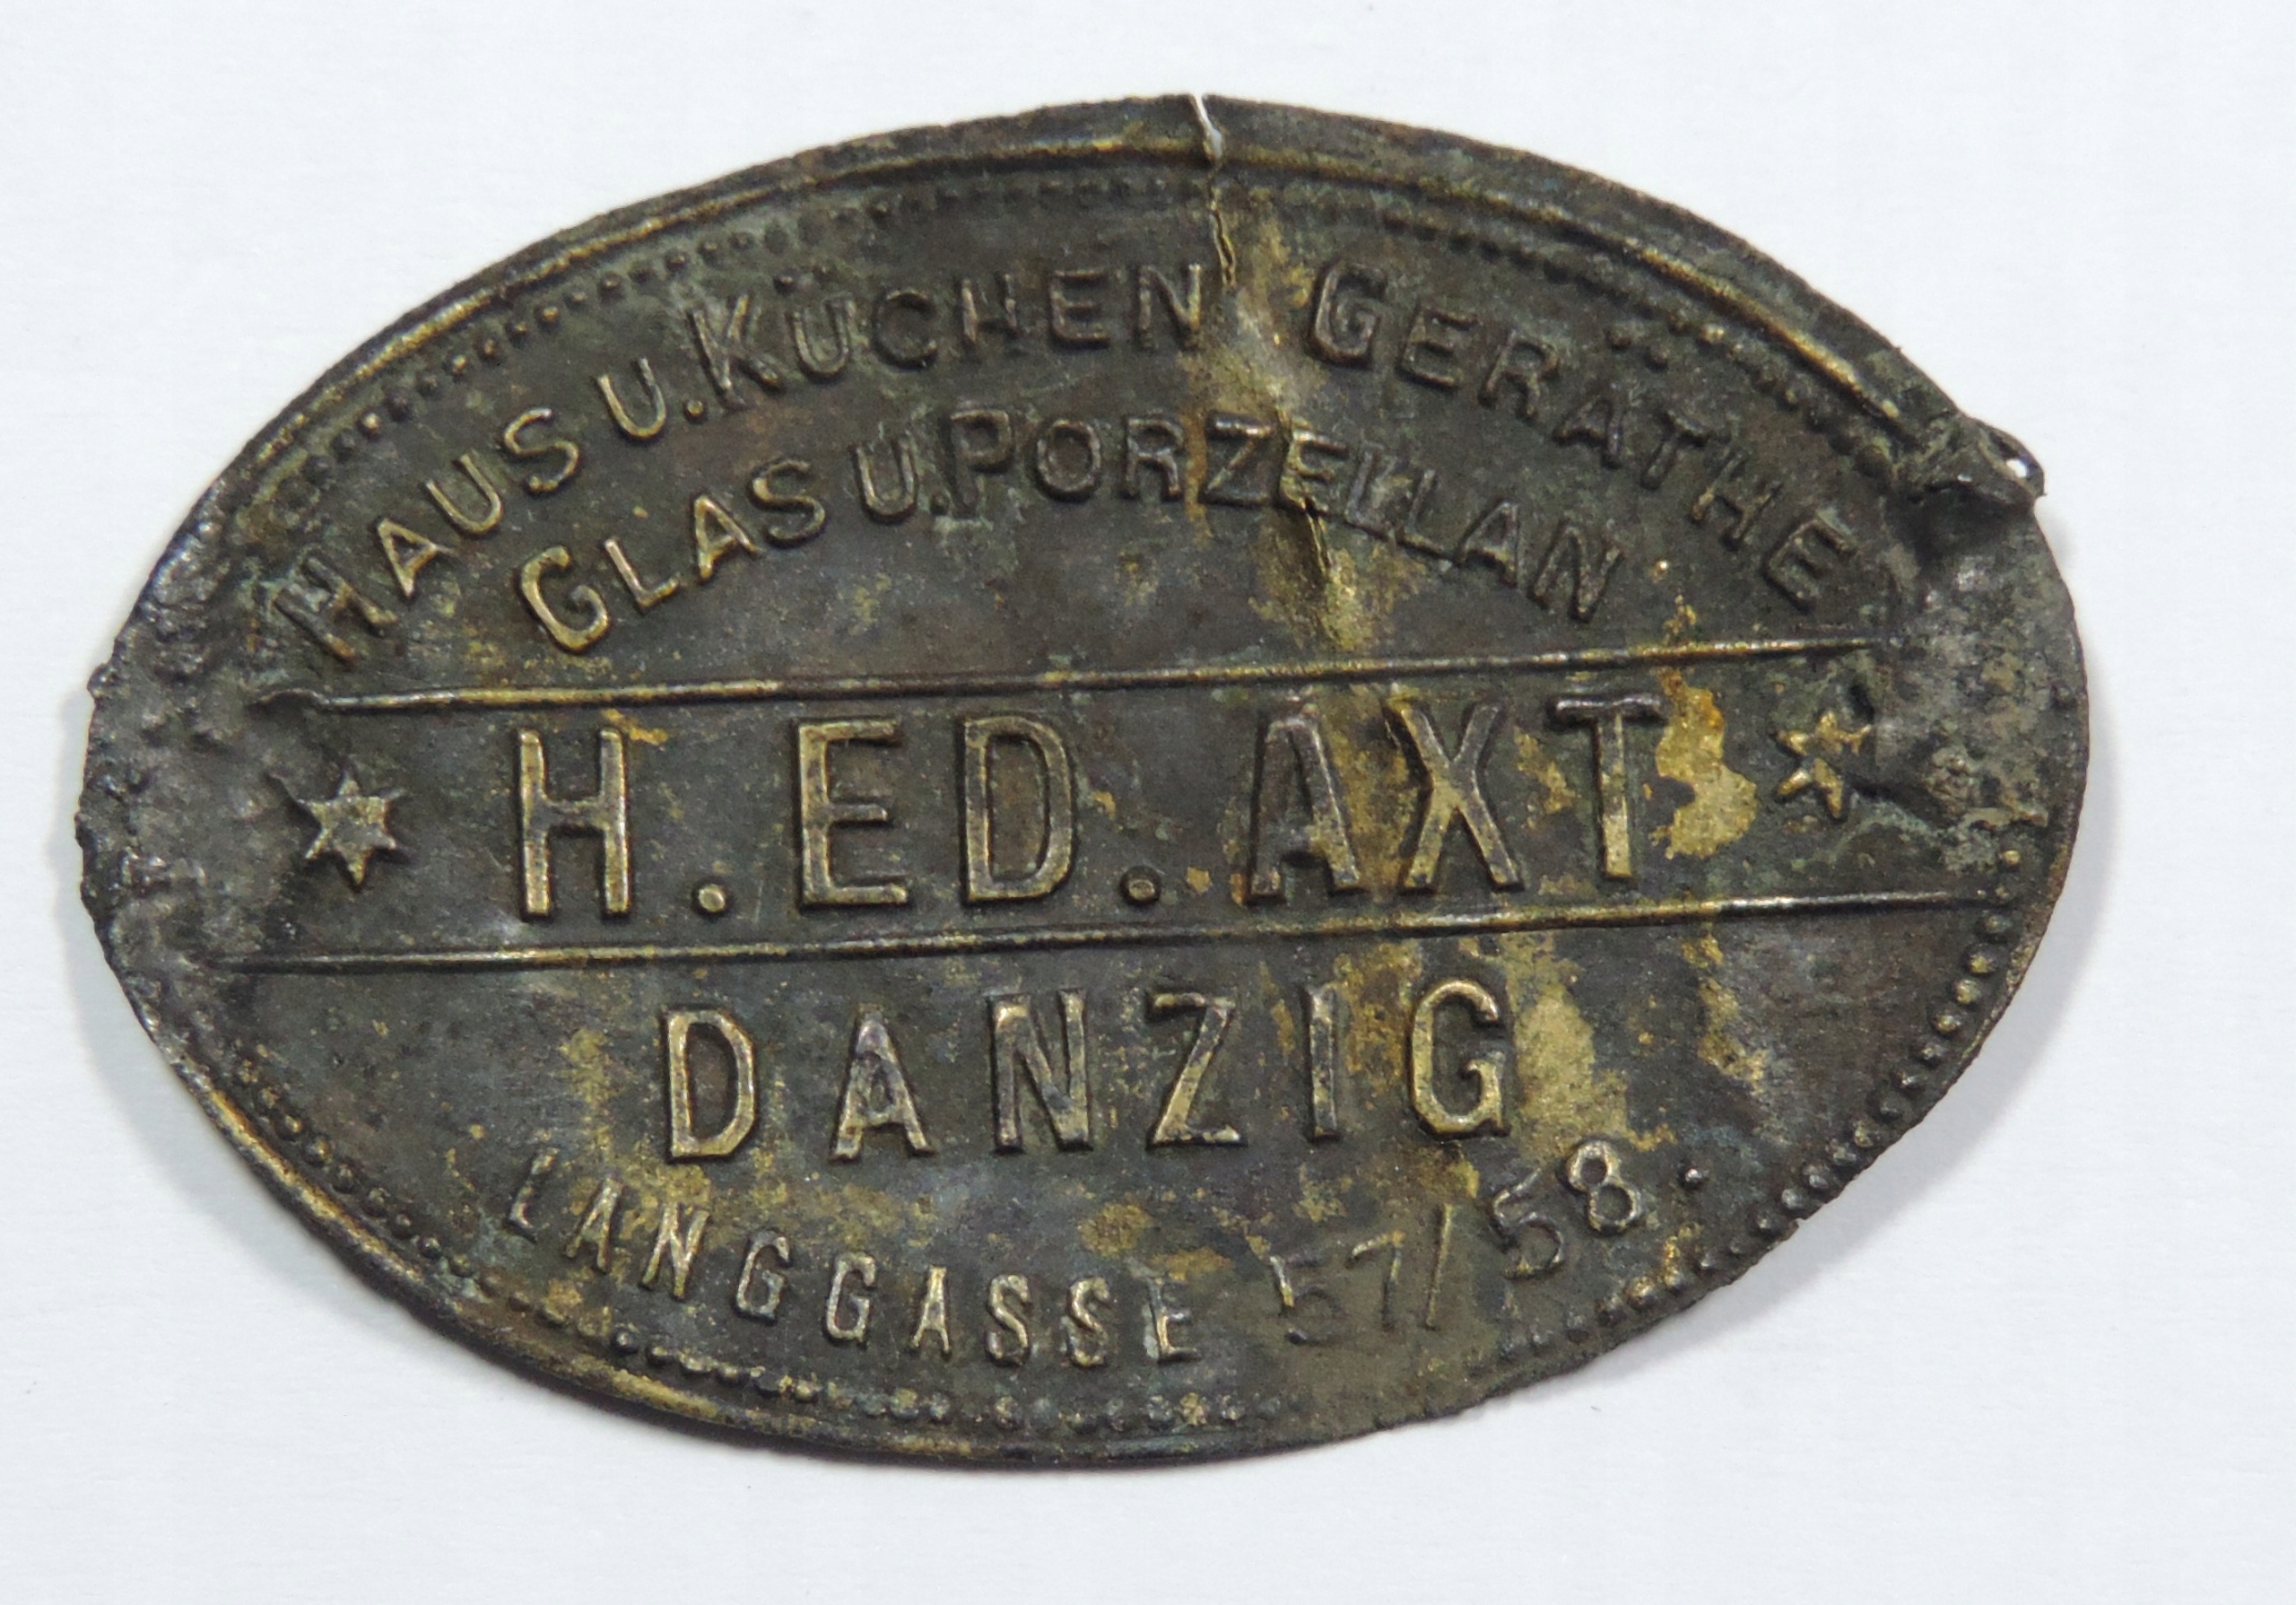 HAUS U. KÜCHEN GERÄTHE
GLAS U. PORZELLAN
H. ED. AXT
DANZIG
LANGGASSE 57/58.